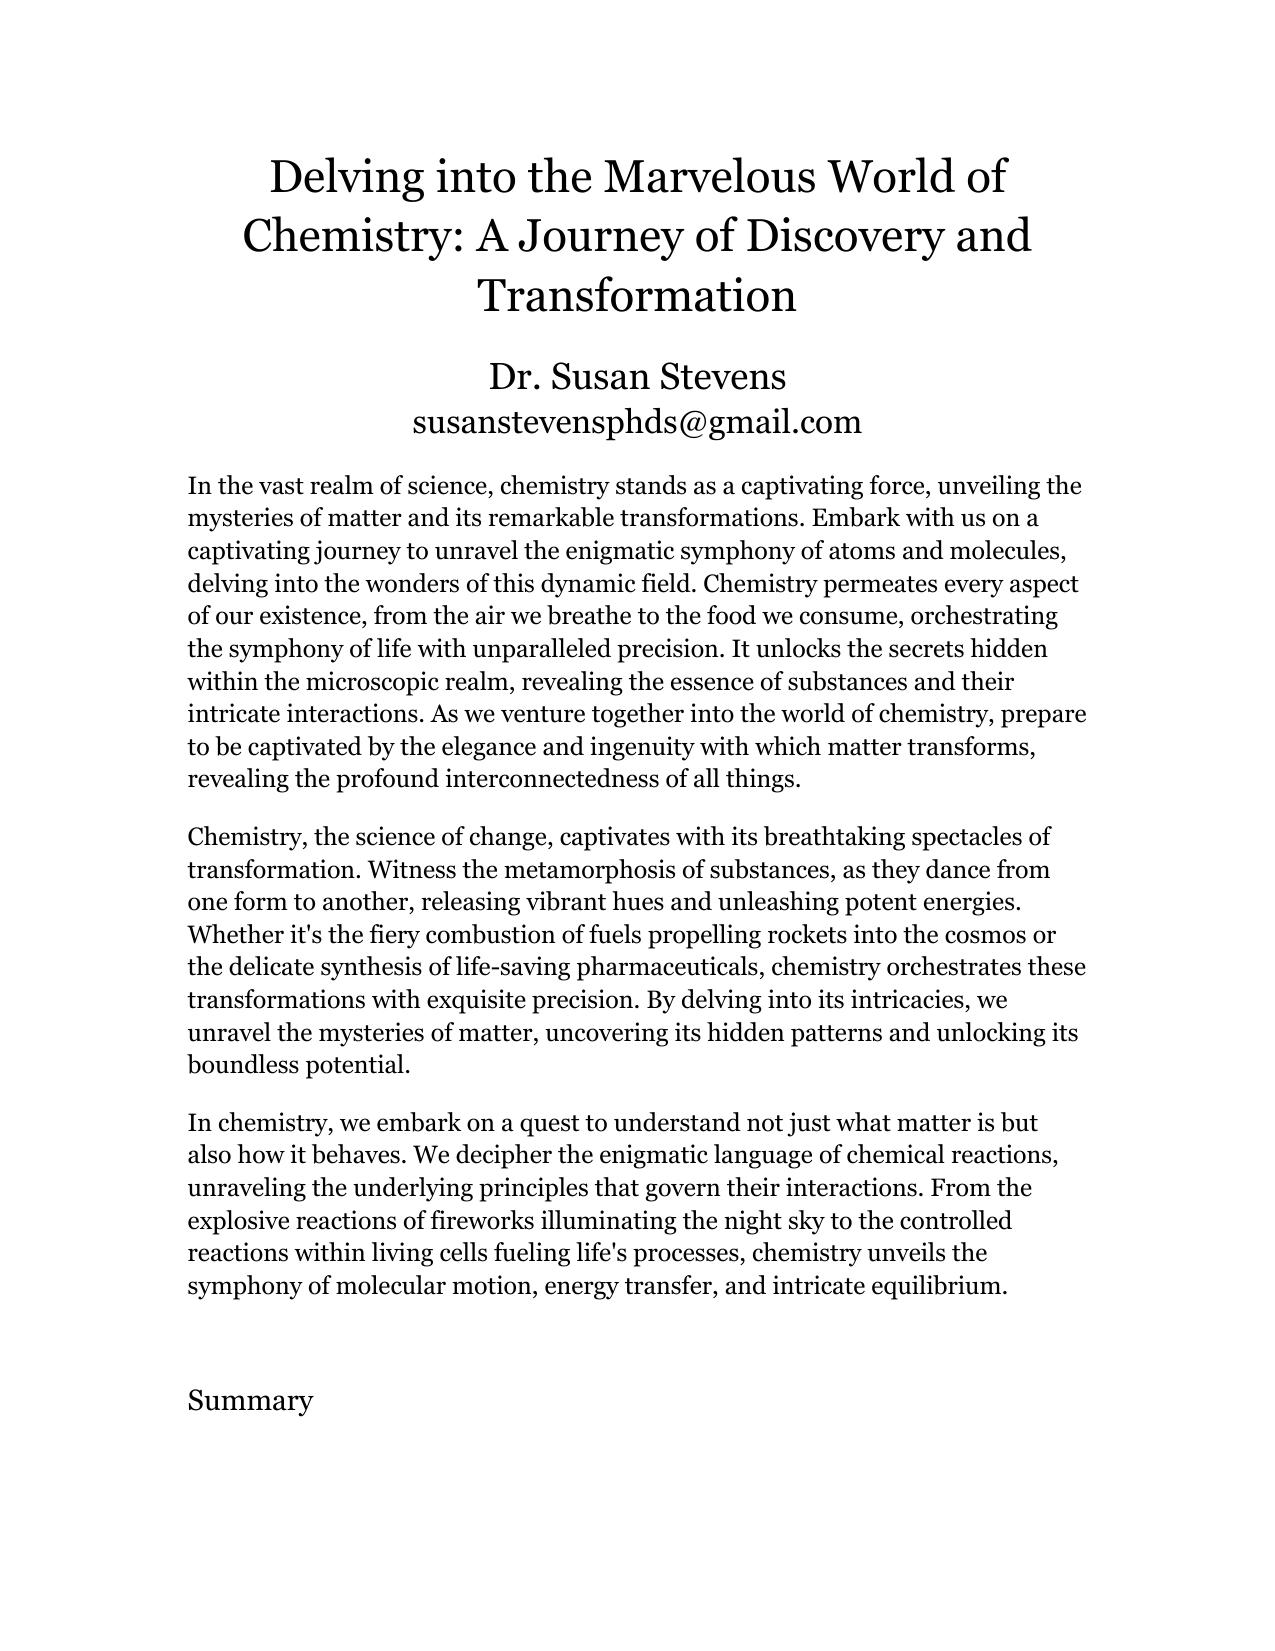 Delving into the Marvelous World of
Chemistry: A Journey of Discovery and
Transformation
Dr. Susan Stevens
susanstevensphds@gmail.com
In the vast realm of science, chemistry stands as a captivating force, unveiling the
mysteries of matter and its remarkable transformations. Embark with us on a
captivating journey to unravel the enigmatic symphony of atoms and molecules,
delving into the wonders of this dynamic field. Chemistry permeates every aspect
of our existence, from the air we breathe to the food we consume, orchestrating
the symphony of life with unparalleled precision. It unlocks the secrets hidden
within the microscopic realm, revealing the essence of substances and their
intricate interactions. As we venture together into the world of chemistry, prepare
to be captivated by the elegance and ingenuity with which matter transforms,
revealing the profound interconnectedness of all things.
Chemistry, the science of change, captivates with its breathtaking spectacles of
transformation. Witness the metamorphosis of substances, as they dance from
one form to another, releasing vibrant hues and unleashing potent energies.
Whether it's the fiery combustion of fuels propelling rockets into the cosmos or
the delicate synthesis of life-saving pharmaceuticals, chemistry orchestrates these
transformations with exquisite precision. By delving into its intricacies, we
unravel the mysteries of matter, uncovering its hidden patterns and unlocking its
boundless potential.
In chemistry, we embark on a quest to understand not just what matter is but
also how it behaves. We decipher the enigmatic language of chemical reactions,
unraveling the underlying principles that govern their interactions. From the
explosive reactions of fireworks illuminating the night sky to the controlled
reactions within living cells fueling life's processes, chemistry unveils the
symphony of molecular motion, energy transfer, and intricate equilibrium.
Summary